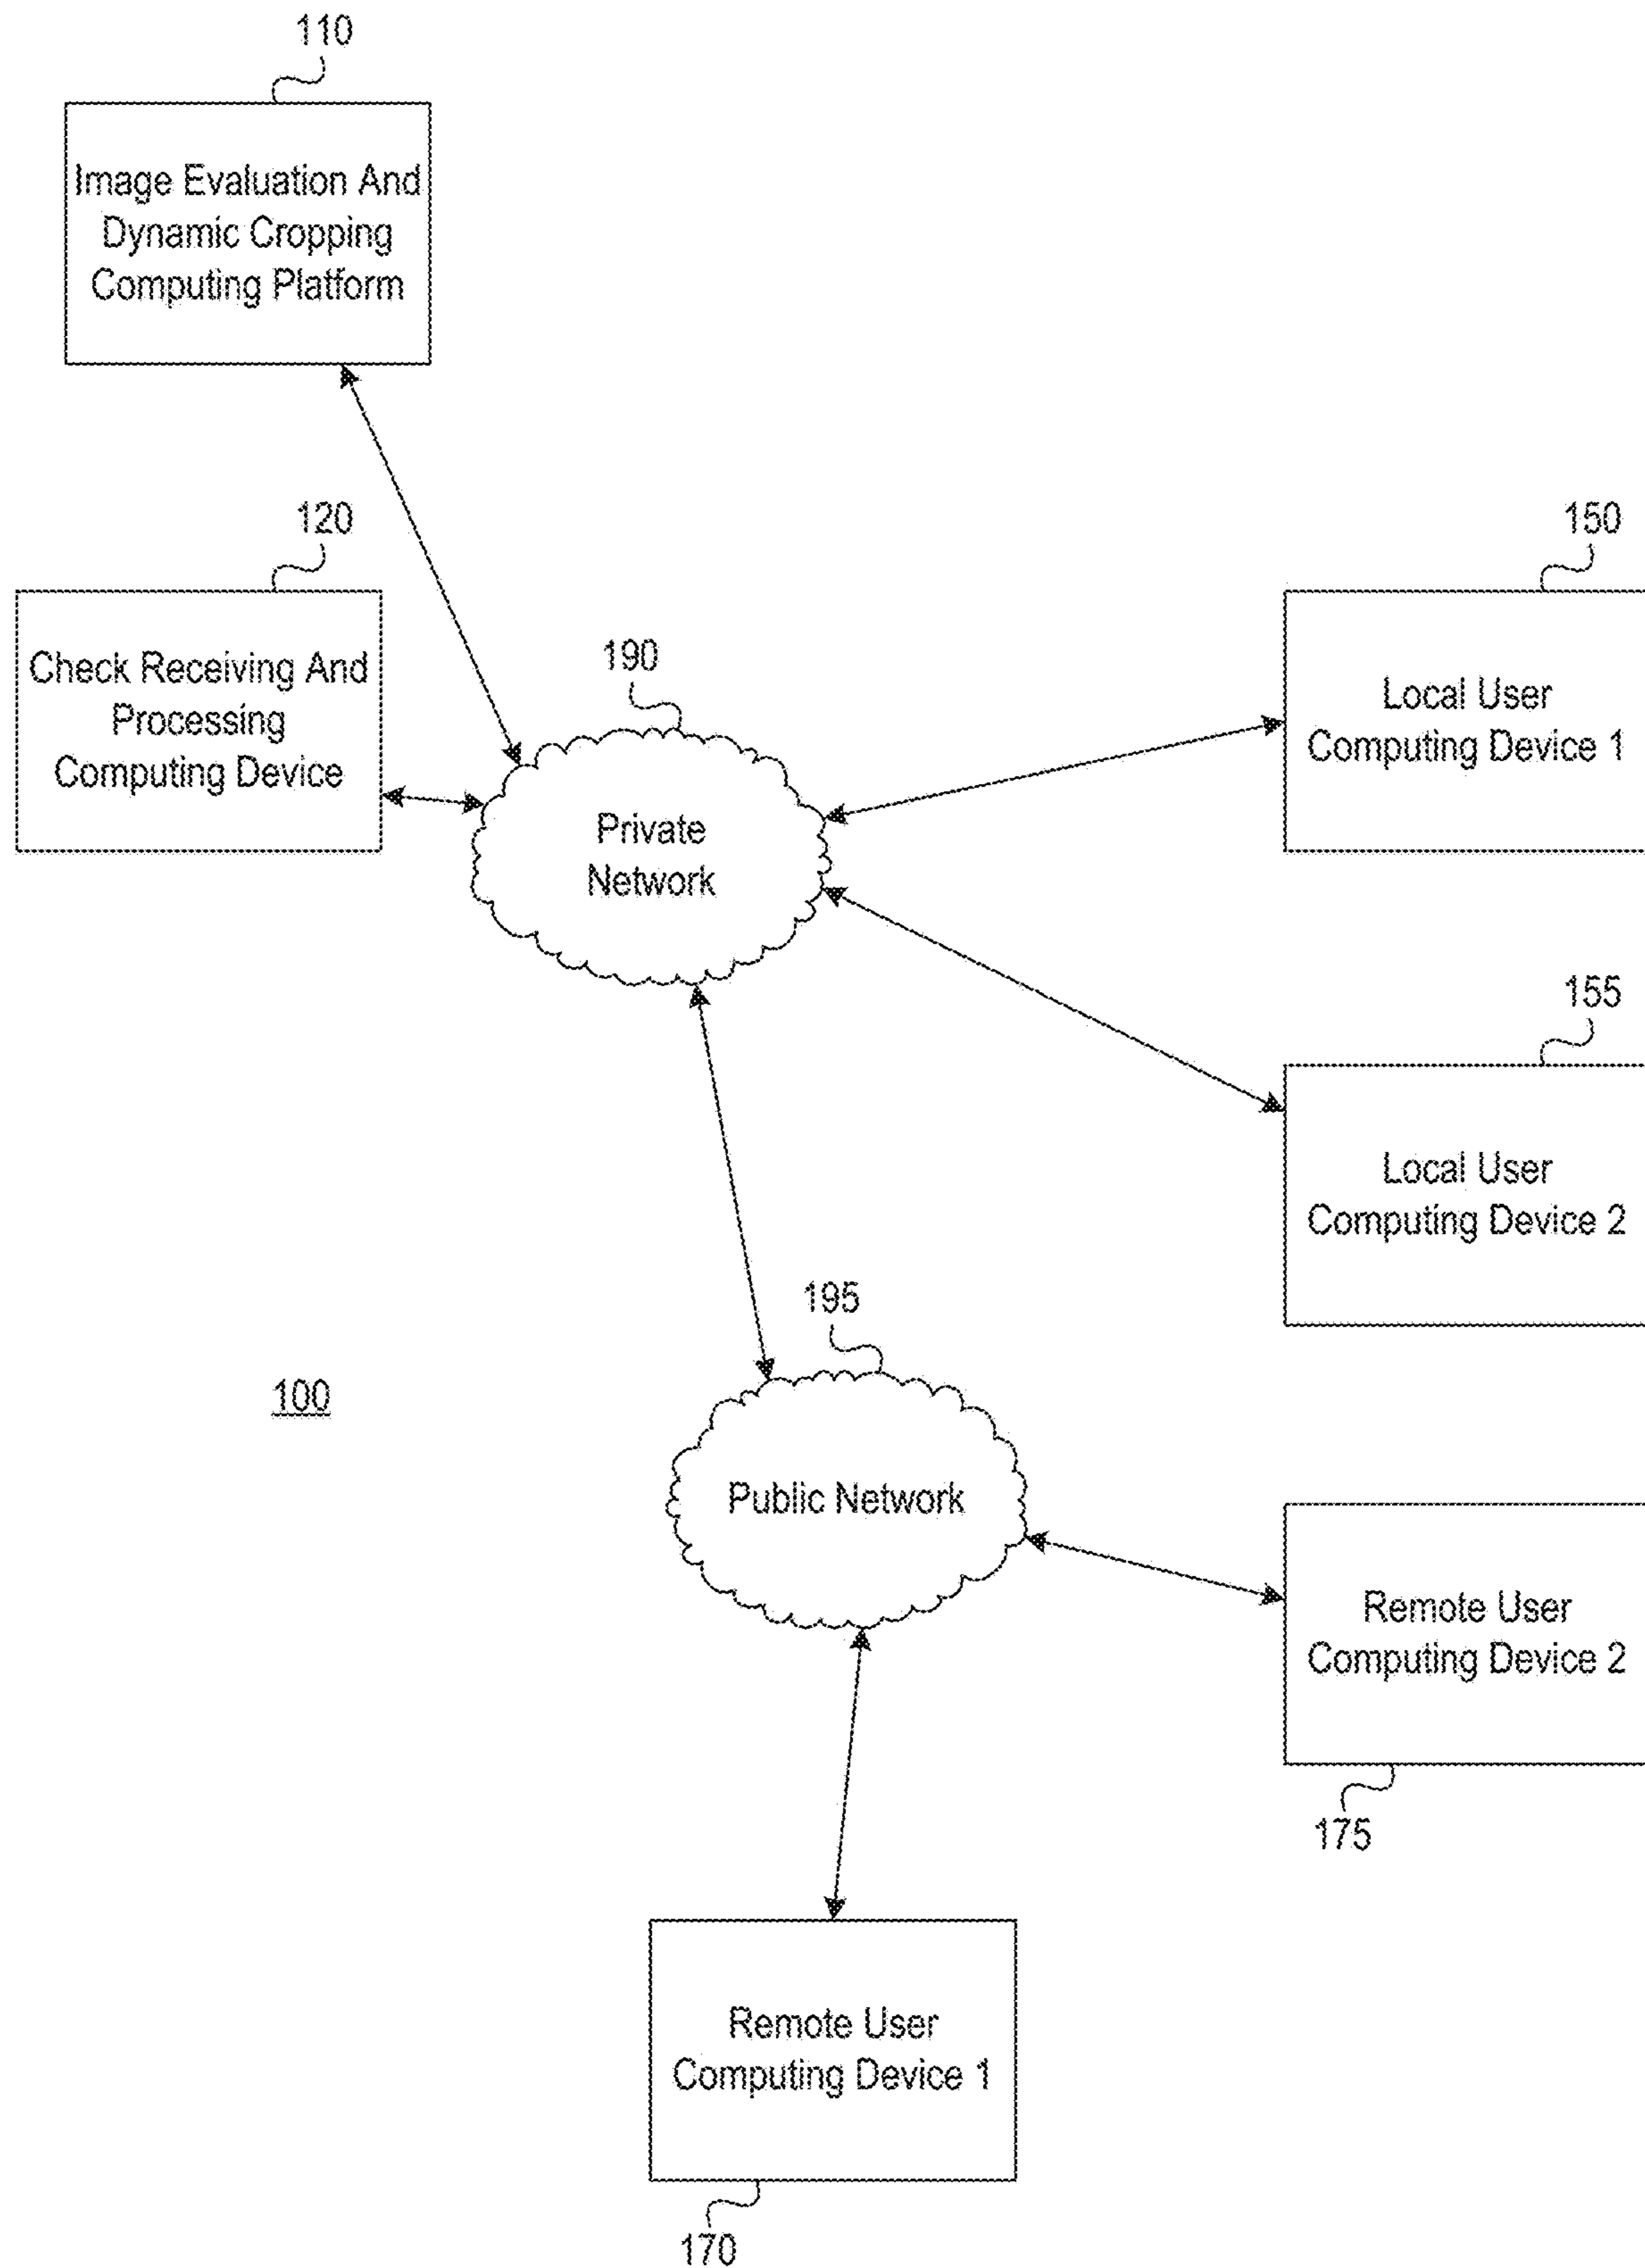 110
Image Evaluation And
Dynamic Cropping
Computing Platform
120
Check Receiving And
Processing
Computing Device
190
Private
Network
150
Local User
Computing Device 1
155
Local User
Computing Device 2
195
Public Network
100
Remote User
Computing Device 2
175
Remote User
Computing Device 1
170